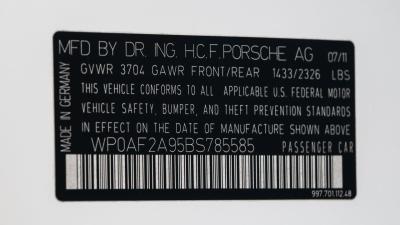 MFD BY DR. ING. H.C.F. PORSCHE AG 07/11
GVWR 3704 GAWR FRONT/REAR 1433/2326 LBS
THIS VEHICLE CONFORMS TO ALL APPLICABLE U.S. FEDERAL MOTOR
VEHICLE SAFETY, BUMPER, AND THEFT PREVENTION STANDARDS
IN EFFECT ON THE DATE OF MANUFACTURE SHOWN ABOVE
WP0AF2A95BS785585 PASSENGER CAR
MADE IN GERMANY
997.701.112.48